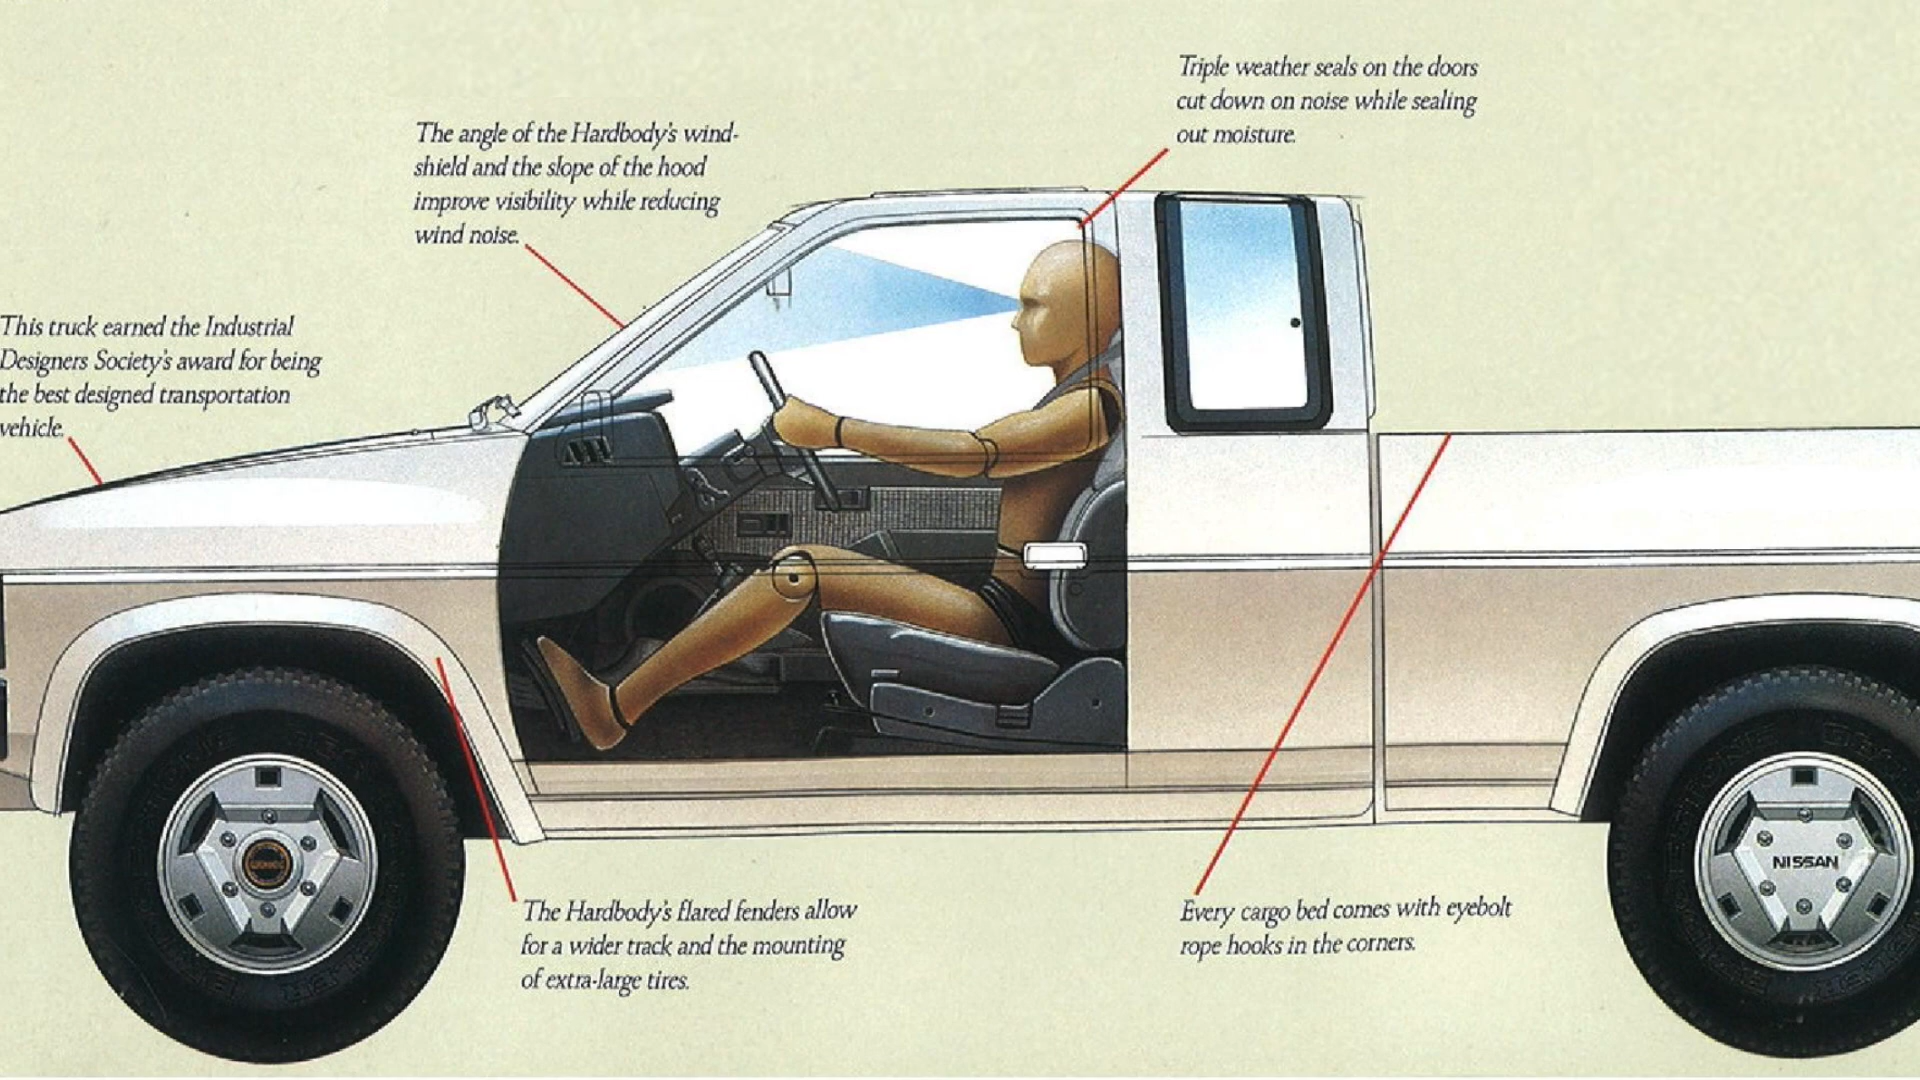 Triple weather seals on the doors
cut down on noise while sealing
out moisture.
The angle of the Hardbody's wind-
shield and the slope of the hood
improve visibility while reducing
wind noise.
This truck earned the Industrial
Designers Society's award for being
the best designed transportation
vehicle.
NISSAN
The Hardbody's flared fenders allow
for a wider track and the mounting
of extra-large tires.
Every cargo bed comes with eyebolt
rope hooks in the corners.